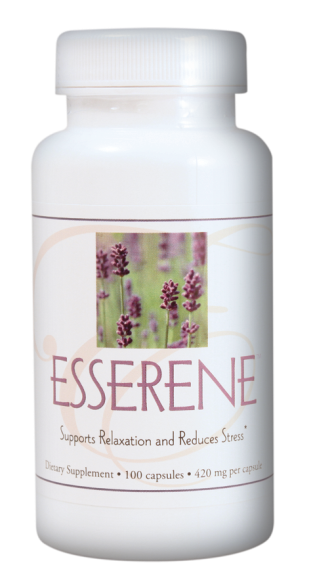 ESSERENE
Supports Relaxation and Reduces Stress*
Dietary Supplement • 100 capsules • 420 mg per capsule